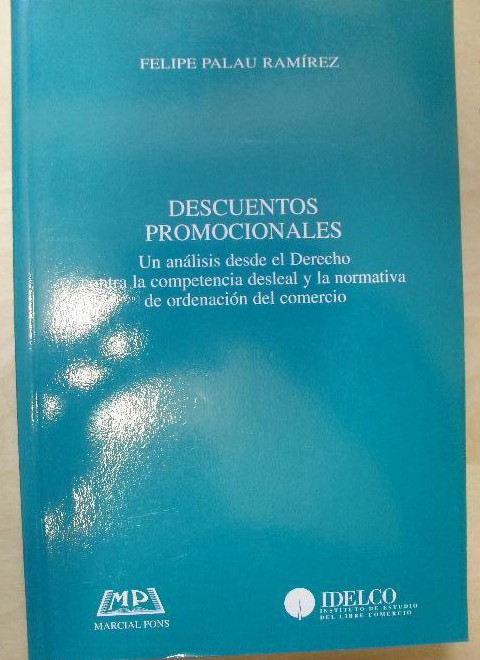 FELIPE PALAU RAMÍREZ
DESCUENTOS
PROMOCIONALES
Un análisis desde el Derecho
contra la competencia desleal y la normativa
de ordenación del comercio
MP
MARCIAL PONS
IDELCO
INSTITUTO DE ESTUDIO
DEL LIBRE COMERCIO